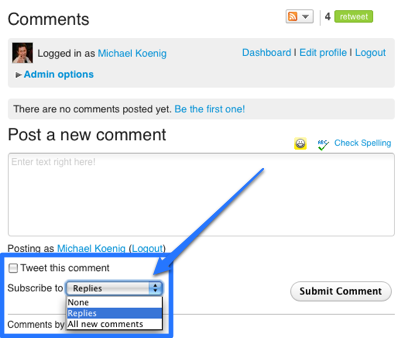 Comments
4 retweet
Logged in as Michael Koenig
Dashboard | Edit profile | Logout
Admin options
There are no comments posted yet. Be the first one!
Post a new comment
ABC Check Spelling
Enter text right here!
Posting as Michael Koenig (Logout)
Tweet this comment
Subscribe to Replies
None
Replies
All new comments
Submit Comment
Comments by